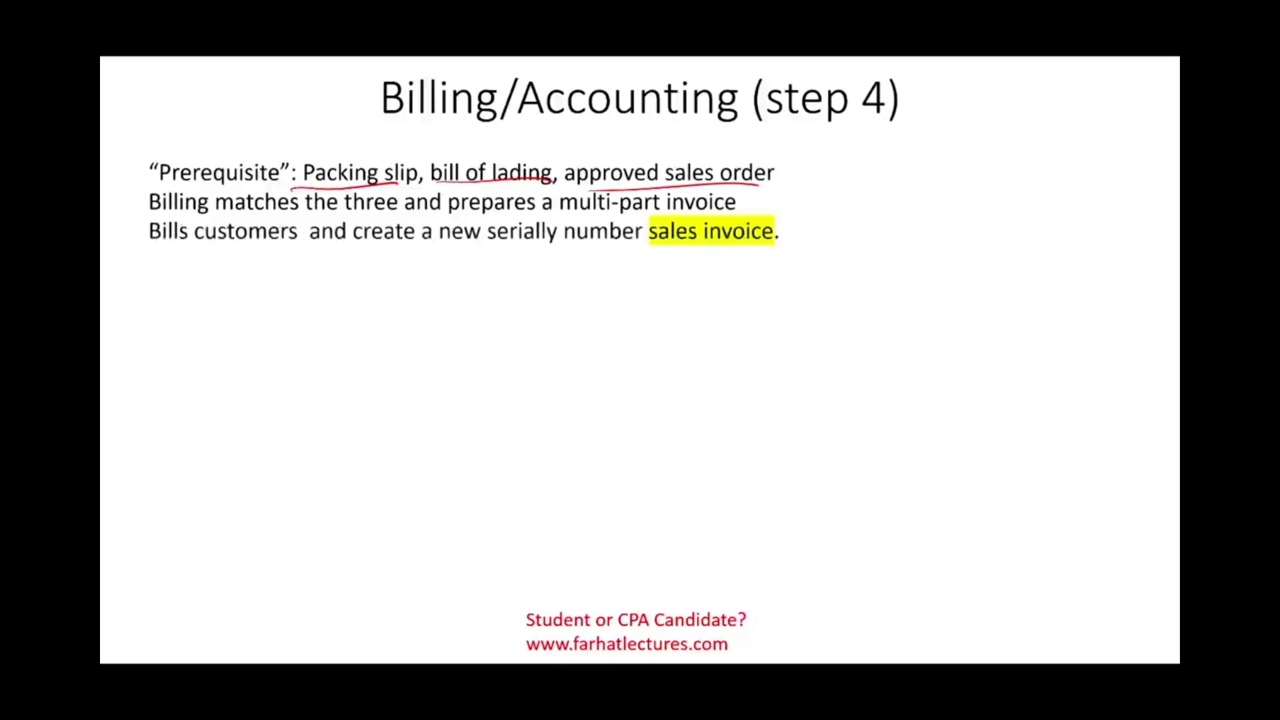 Billing/Accounting (step 4)
“Prerequisite”: Packing slip, bill of lading, approved sales order
Billing matches the three and prepares a multi-part invoice
Bills customers  and create a new serially number sales invoice.
Student or CPA Candidate?
www.farhatlectures.com